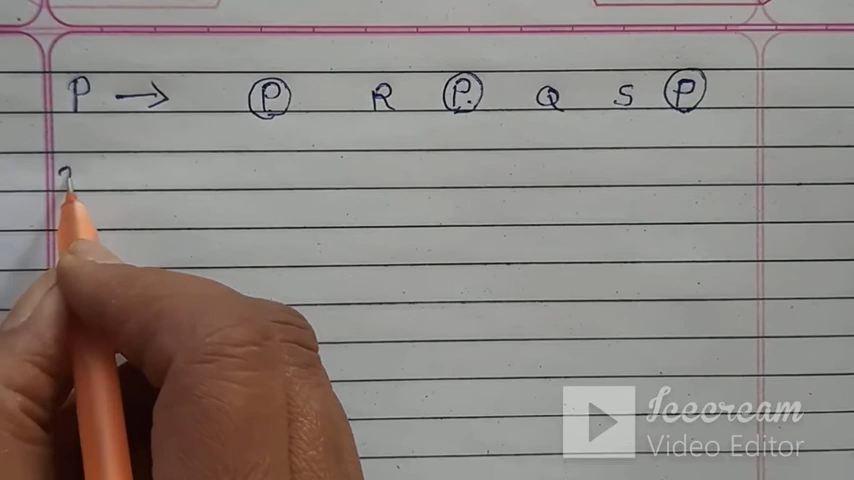 P → P R P. Q S P
Icecream
Video Editor